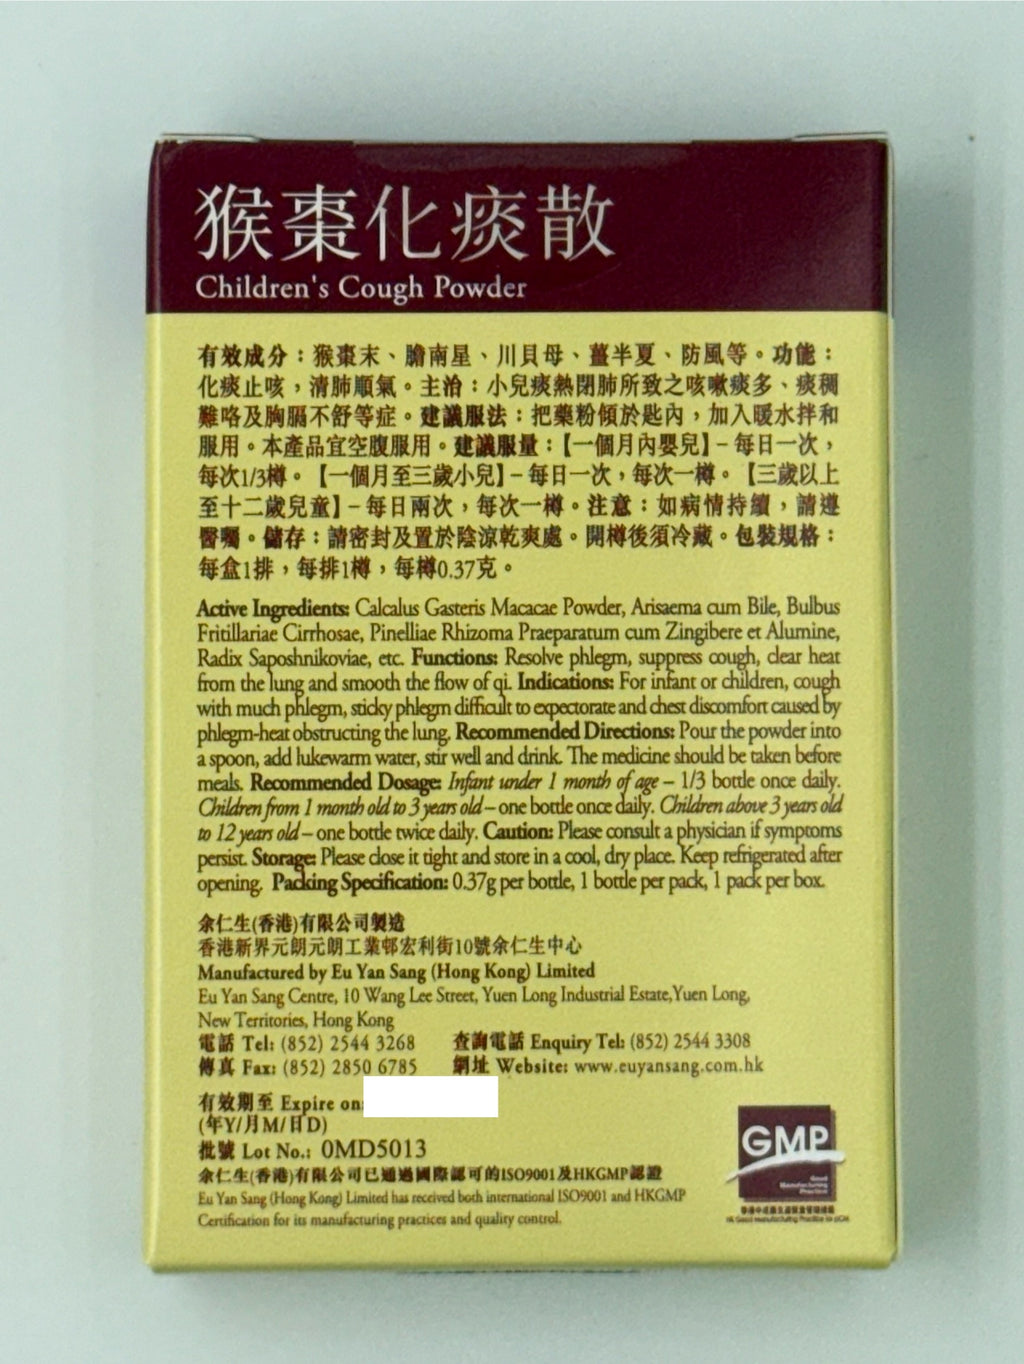 猴棗化痰散
Children's Cough Powder
有效成分：猴棗末、膽南星、川貝母、薑半夏、防風等。功能：
化痰止咳，清肺順氣。主治：小兒痰熱閉肺所致之咳嗽痰多、痰稠
難咯及胸膈不舒等症。建議服法：把藥粉傾於匙內，加入暖水拌和
服用。本產品宜空腹服用。建議服量：【一個月內嬰兒】– 每日一次，
每次1/3樽。【一個月至三歲小兒】– 每日一次，每次一樽。【三歲以上
至十二歲兒童】– 每日兩次，每次一樽。注意：如病情持續，請遵
醫囑。儲存：請密封及置於陰涼乾爽處。開樽後須冷藏。包裝規格：
每盒1排，每排1樽，每樽0.37克。
Active Ingredients: Calcalus Gasteris Macacae Powder, Arisaema cum Bile, Bulbus
Fritillariae Cirrhosae, Pinelliae Rhizoma Praeparatum cum Zingibere et Alumine,
Radix Saposhnikoviae, etc. Functions: Resolve phlegm, suppress cough, clear heat
from the lung and smooth the flow of qi. Indications: For infant or children, cough
with much phlegm, sticky phlegm difficult to expectorate and chest discomfort caused by
phlegm-heat obstructing the lung. Recommended Directions: Pour the powder into
a spoon, add lukewarm water, stir well and drink. The medicine should be taken before
meals. Recommended Dosage: Infant under 1 month of age – 1/3 bottle once daily.
Children from 1 month old to 3 years old – one bottle once daily. Children above 3 years old
to 12 years old – one bottle twice daily. Caution: Please consult a physician if symptoms
persist. Storage: Please close it tight and store in a cool, dry place. Keep refrigerated after
opening. Packing Specification: 0.37g per bottle, 1 bottle per pack, 1 pack per box.
余仁生(香港)有限公司製造
香港新界元朗元朗工業邨宏利街10號余仁生中心
Manufactured by Eu Yan Sang (Hong Kong) Limited
Eu Yan Sang Centre, 10 Wang Lee Street, Yuen Long Industrial Estate,Yuen Long,
New Territories, Hong Kong
電話 Tel: (852) 2544 3268 查詢電話 Enquiry Tel: (852) 2544 3308
傳真 Fax: (852) 2850 6785 網址 Website: www.euyansang.com.hk
有效期至 Expire on:
(年Y/月M/日D)
批號 Lot No.: 0MD5013
余仁生(香港)有限公司已通過國際認可的ISO9001及HKGMP認證
Eu Yan Sang (Hong Kong) Limited has received both international ISO9001 and HKGMP
Certification for its manufacturing practices and quality control.
GMP
Good
Manufacturing
Practice
HK Good Manufacturing Practice for pCm